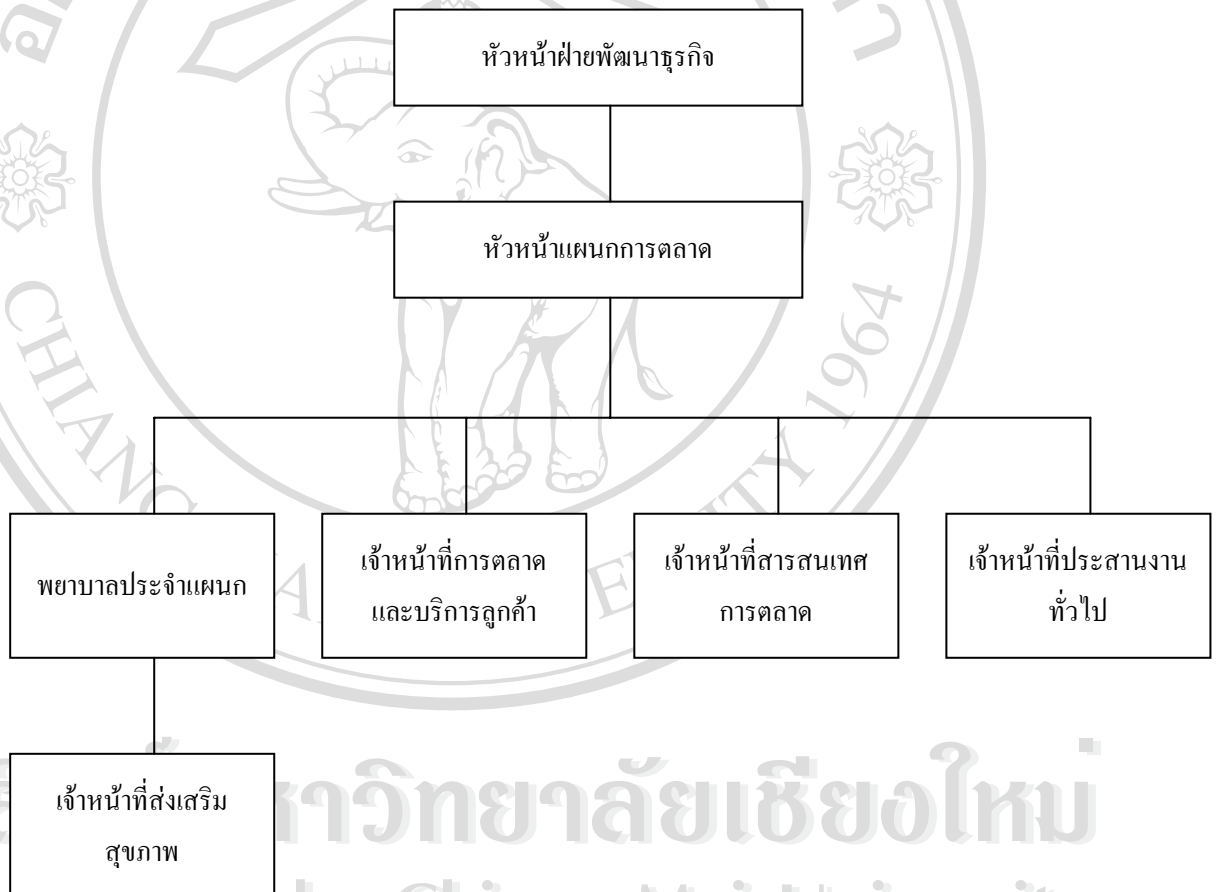 หัวหน้าฝ่ายพัฒนาธุรกิจ
หัวหน้าแผนกการตลาด
พยาบาลประจำแผนก
เจ้าหน้าที่การตลาด
และบริการลูกค้า
เจ้าหน้าที่สารสนเทศ
การตลาด
เจ้าหน้าที่ประสานงาน
ทั่วไป
เจ้าหน้าที่ส่งเสริม
สุขภาพ
CHIANG
1964
าวิทยาลัยเชียงใหม่